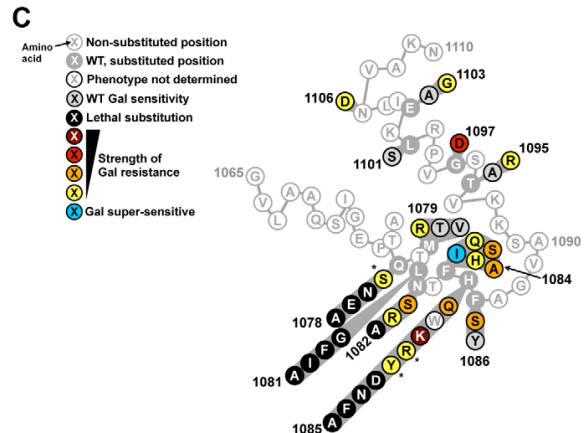 C
Amino acid
X Non-substituted position
X WT, substituted position
X Phenotype not determined
X WT Gal sensitivity
X Lethal substitution
X
X
X
X
Strength of Gal resistance
X Gal super-sensitive
N 1110
K
A
V
1103
G
A
E
I
L
N
D
1106
K
L
S
1101
R
P
V
1097
D
G
S
1095
R
A
T
V
K
K
S
A
1090
V
G
A
F
S
Y
1086
1065
G
V
L
A
A
Q
S
I
G
E
P
T
A
T
M
1079
R
T
V
Q
S
* N E A
1078
L
G F I A
1081
N
S R A
1082
T
F
H
I
A
1084
H
Q
W
K
R *
Y *
D
N
F
A
1085